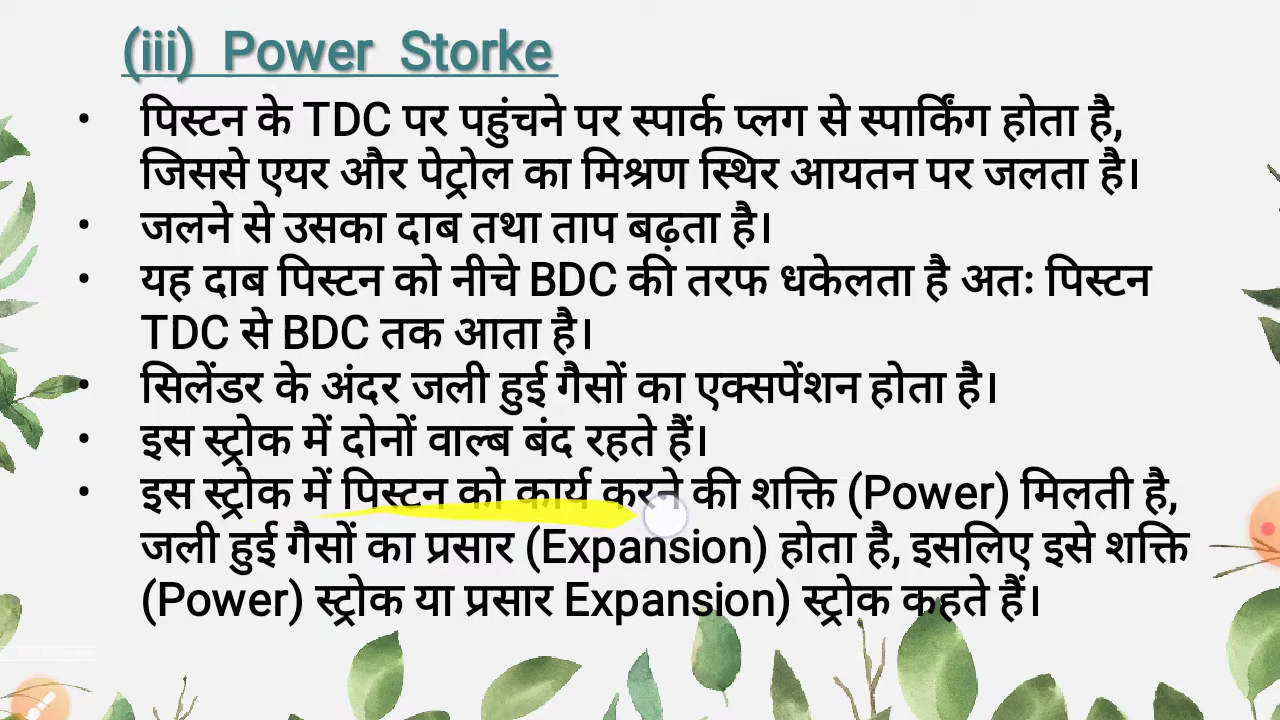 (iii) Power Storke
• पिस्टन के TDC पर पहुंचने पर स्पार्क प्लग से स्पार्किंग होता है,
जिससे एयर और पेट्रोल का मिश्रण स्थिर आयतन पर जलता है।
• जलने से उसका दाब तथा ताप बढ़ता है।
• यह दाब पिस्टन को नीचे BDC की तरफ धकेलता है अतः पिस्टन
TDC से BDC तक आता है।
• सिलेंडर के अंदर जली हुई गैसों का एक्सपेंशन होता है।
• इस स्ट्रोक में दोनों वाल्ब बंद रहते हैं।
• इस स्ट्रोक में पिस्टन को कार्य करने की शक्ति (Power) मिलती है,
जली हुई गैसों का प्रसार (Expansion) होता है, इसलिए इसे शक्ति
(Power) स्ट्रोक या प्रसार Expansion) स्ट्रोक कहते हैं।